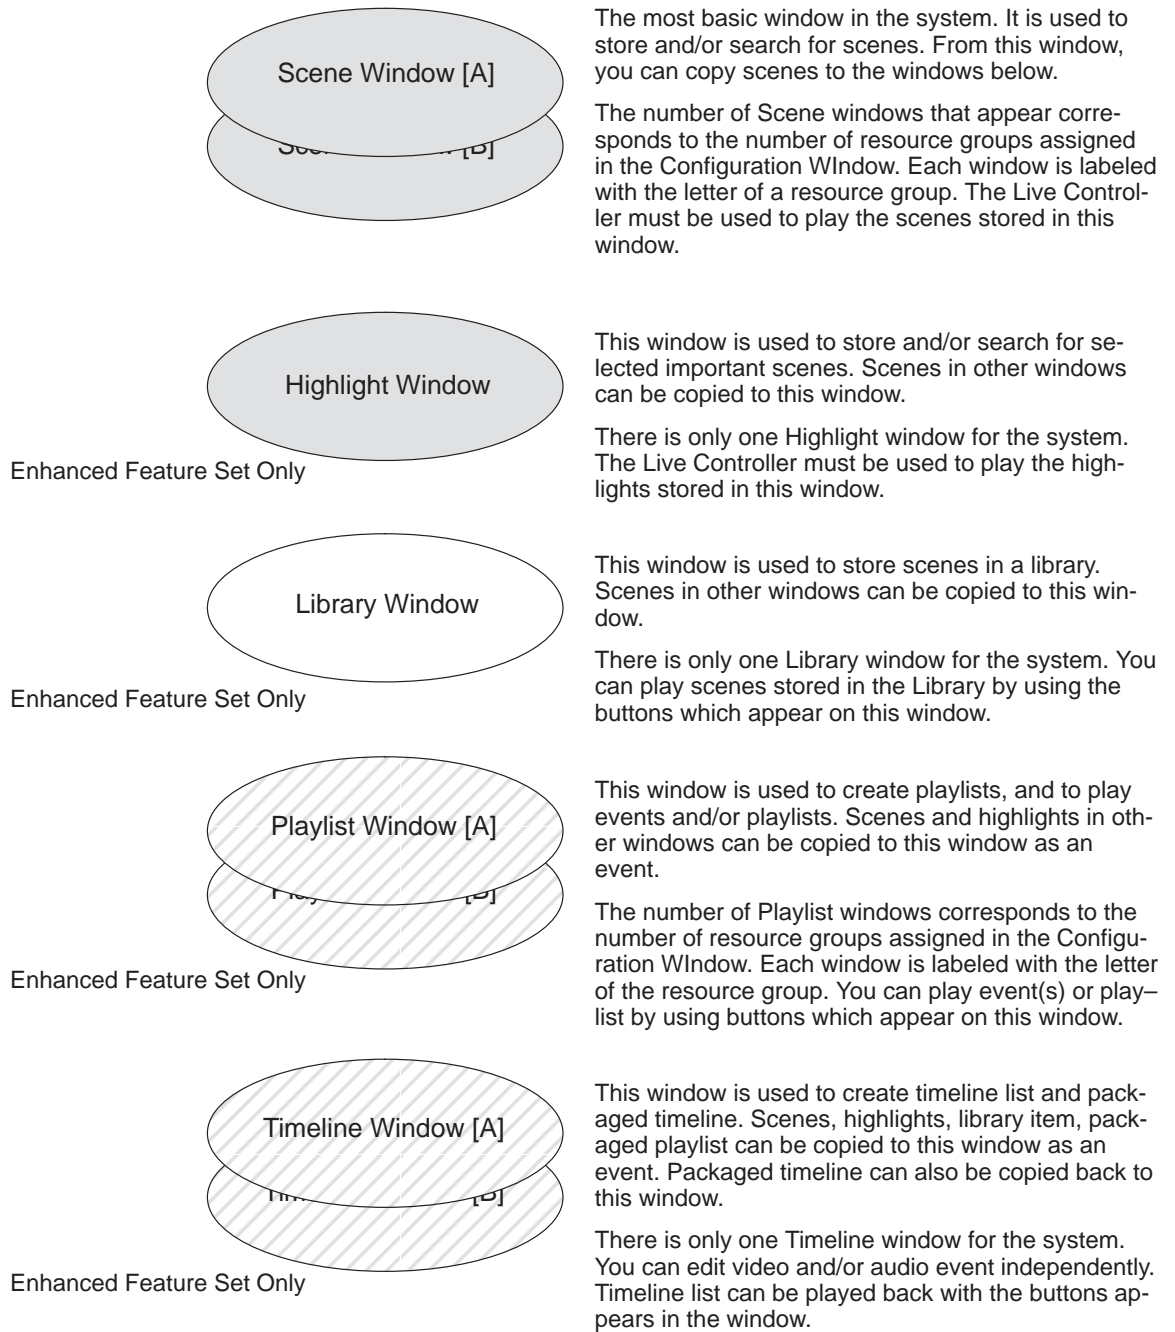 Scene Window [A]
[B]
The most basic window in the system. It is used to
store and/or search for scenes. From this window,
you can copy scenes to the windows below.
The number of Scene windows that appear corre-
sponds to the number of resource groups assigned
in the Configuration WIndow. Each window is labeled
with the letter of a resource group. The Live Control-
ler must be used to play the scenes stored in this
window.
Highlight Window
Enhanced Feature Set Only
This window is used to store and/or search for se-
lected important scenes. Scenes in other windows
can be copied to this window.
There is only one Highlight window for the system.
The Live Controller must be used to play the high-
lights stored in this window.
Library Window
Enhanced Feature Set Only
This window is used to store scenes in a library.
Scenes in other windows can be copied to this win-
dow.
There is only one Library window for the system. You
can play scenes stored in the Library by using the
buttons which appear on this window.
Playlist Window [A]
[B]
Enhanced Feature Set Only
This window is used to create playlists, and to play
events and/or playlists. Scenes and highlights in oth-
er windows can be copied to this window as an
event.
The number of Playlist windows corresponds to the
number of resource groups assigned in the Configu-
ration WIndow. Each window is labeled with the letter
of the resource group. You can play event(s) or play–
list by using buttons which appear on this window.
Timeline Window [A]
[B]
Enhanced Feature Set Only
This window is used to create timeline list and pack-
aged timeline. Scenes, highlights, library item, pack-
aged playlist can be copied to this window as an
event. Packaged timeline can also be copied back to
this window.
There is only one Timeline window for the system.
You can edit video and/or audio event independently.
Timeline list can be played back with the buttons ap-
pears in the window.